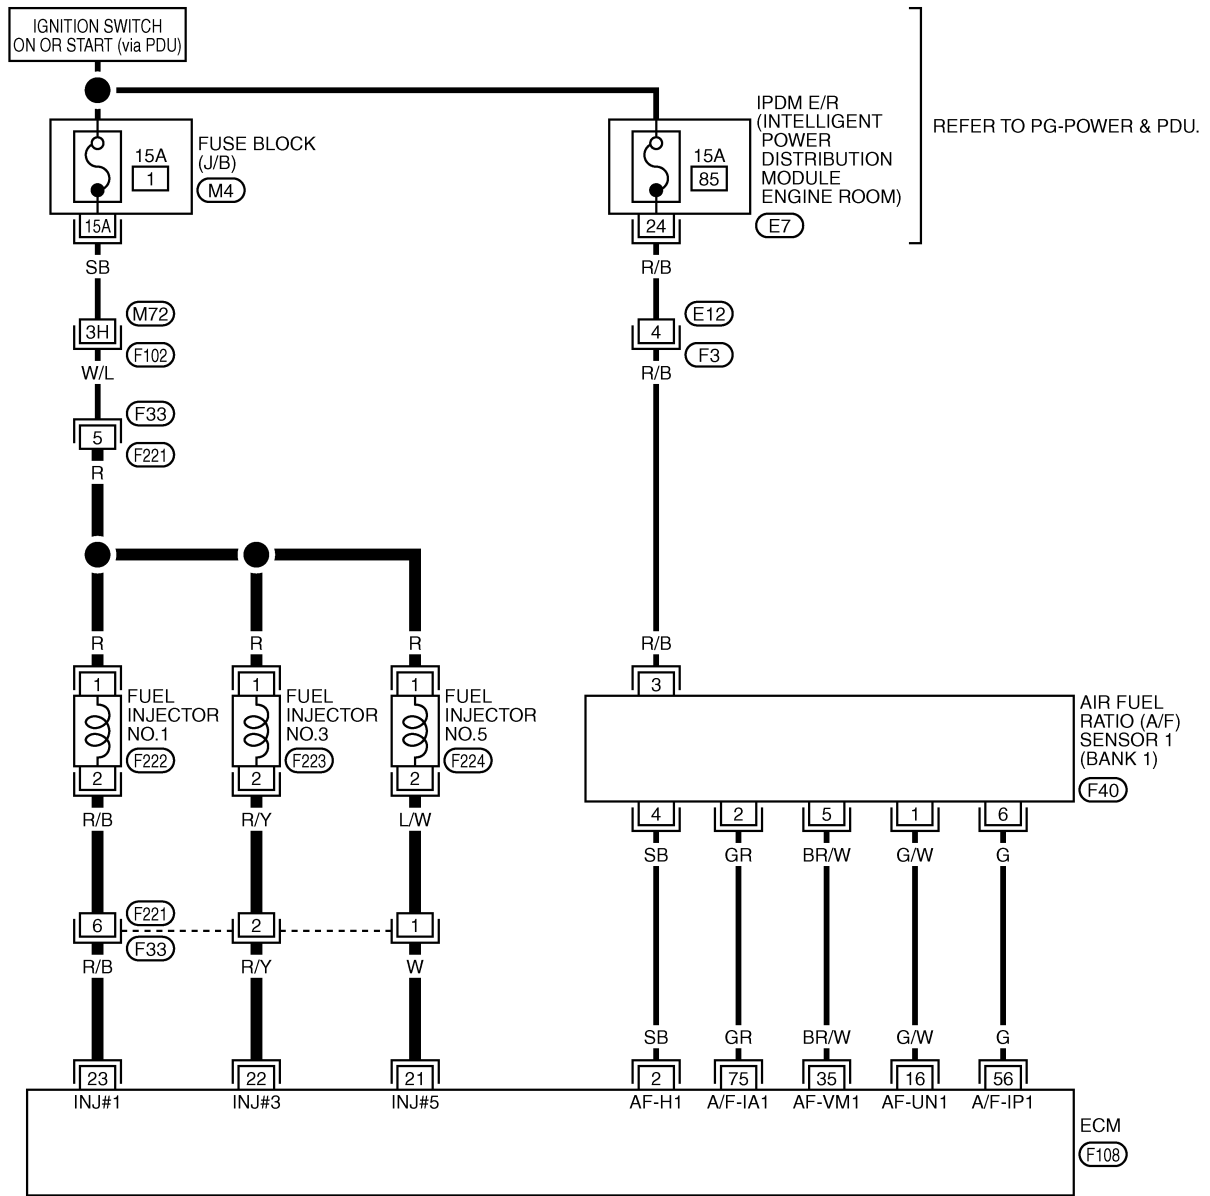 IGNITION SWITCH
ON OR START (via PDU)
15A
1
FUSE BLOCK
(J/B)
M4
15A
85
IPDM E/R
(INTELLIGENT
POWER
DISTRIBUTION
MODULE
ENGINE ROOM)
E7
REFER TO PG-POWER & PDU.
15A
24
SB
R/B
3H
M72
F102
4
E12
F3
W/L
R/B
5
F33
F221
R
R
R
R
R/B
1
FUEL
INJECTOR
NO.1
F222
2
1
FUEL
INJECTOR
NO.3
F223
2
1
FUEL
INJECTOR
NO.5
F224
2
3
AIR FUEL
RATIO (A/F)
SENSOR 1
(BANK 1)
F40
4
2
5
1
6
R/B
R/Y
L/W
SB
GR
BR/W
G/W
G
6
F221
F33
2
1
R/B
R/Y
W
SB
GR
BR/W
G/W
G
23
22
21
2
75
35
16
56
INJ#1
INJ#3
INJ#5
AF-H1
A/F-IA1
AF-VM1
AF-UN1
A/F-IP1
ECM
F108